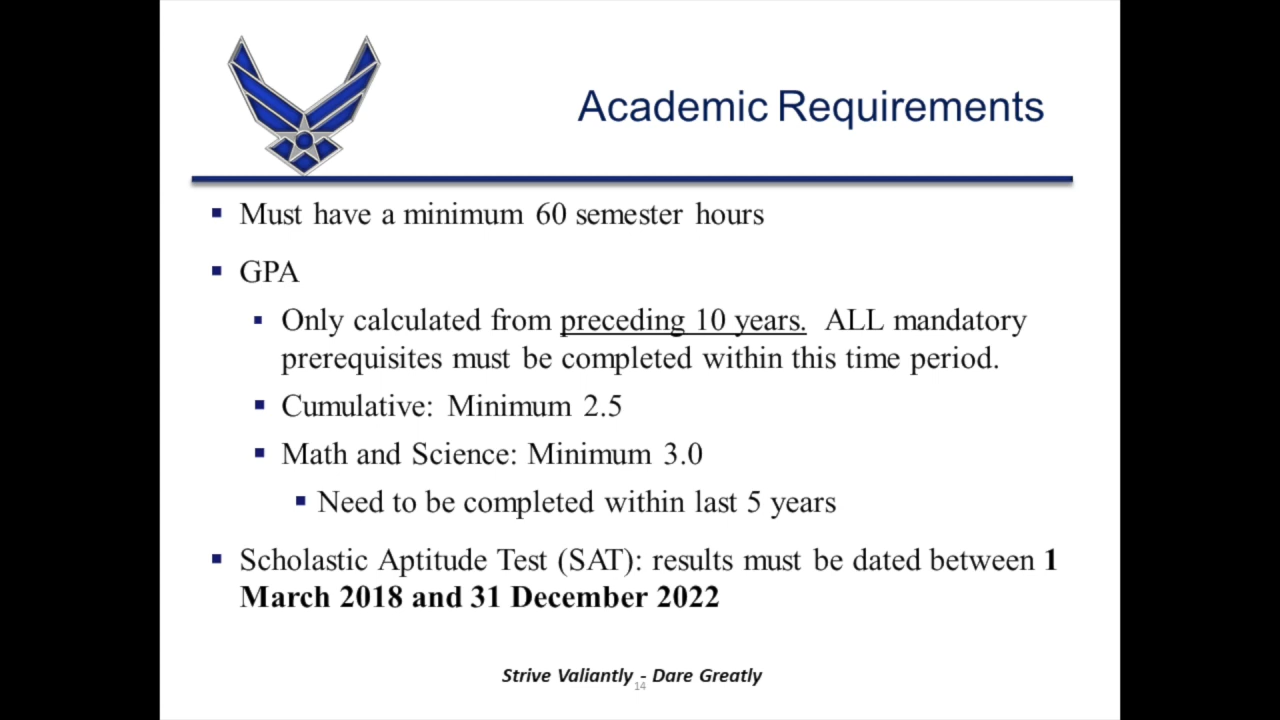 Academic Requirements
▪ Must have a minimum 60 semester hours
▪ GPA
▪ Only calculated from preceding 10 years. ALL mandatory
prerequisites must be completed within this time period.
▪ Cumulative: Minimum 2.5
▪ Math and Science: Minimum 3.0
▪ Need to be completed within last 5 years
▪ Scholastic Aptitude Test (SAT): results must be dated between 1
March 2018 and 31 December 2022
Strive Valiantly - Dare Greatly
14